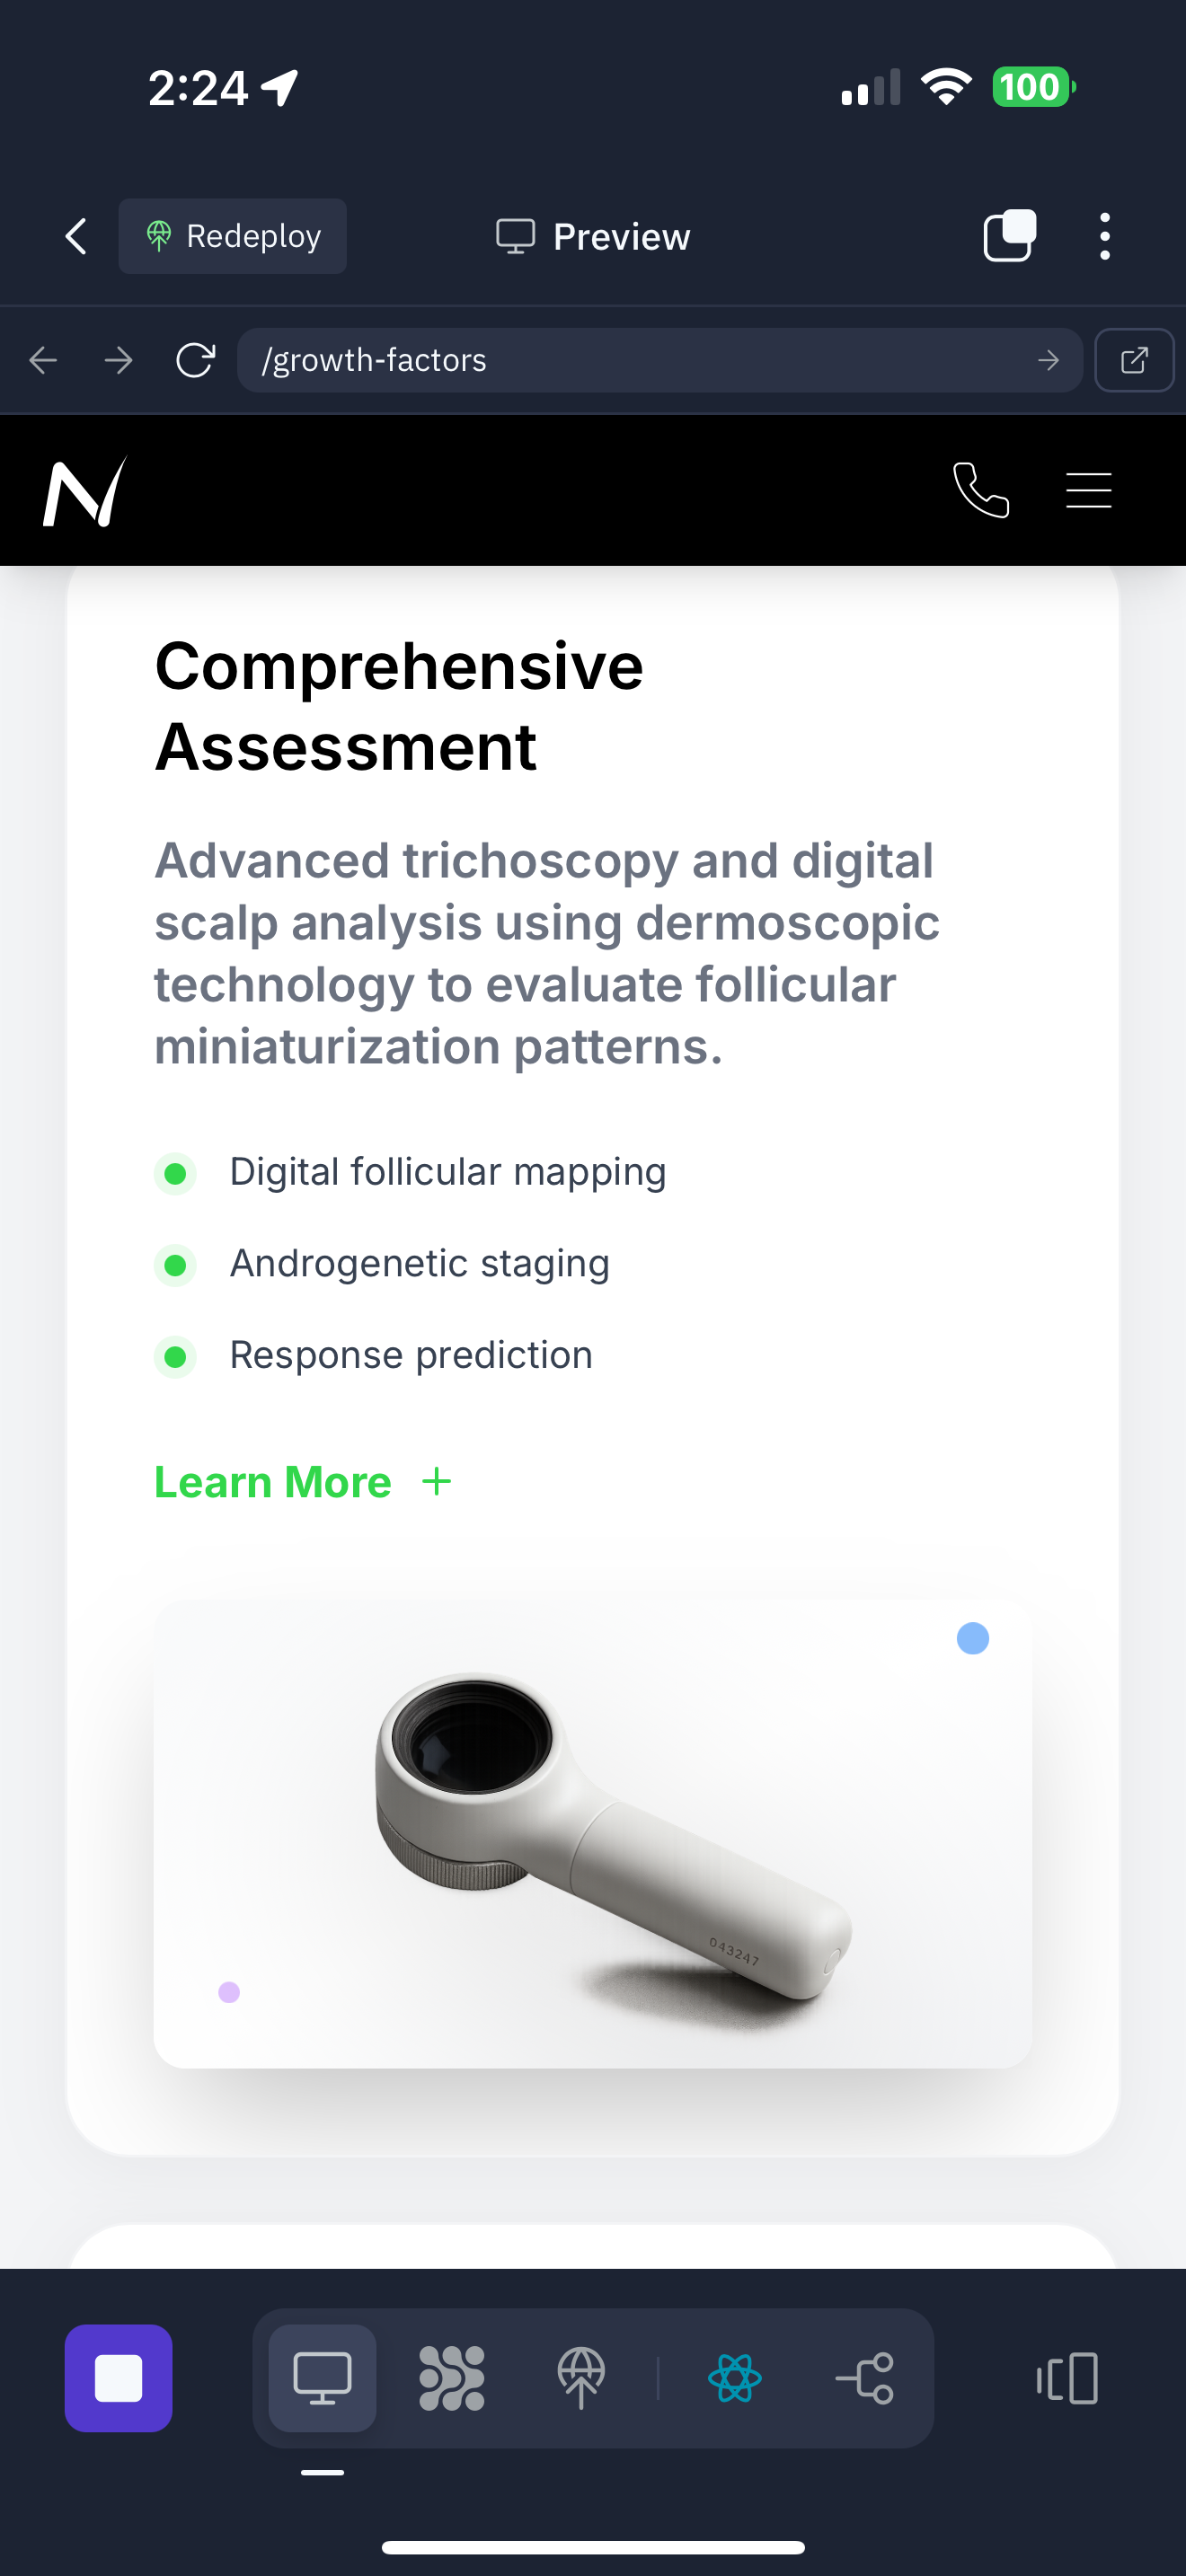 2:24
100
Redeploy
Preview
/growth-factors
N
Comprehensive
Assessment
Advanced trichoscopy and digital
scalp analysis using dermoscopic
technology to evaluate follicular
miniaturization patterns.
Digital follicular mapping
Androgenetic staging
Response prediction
Learn More +
043247